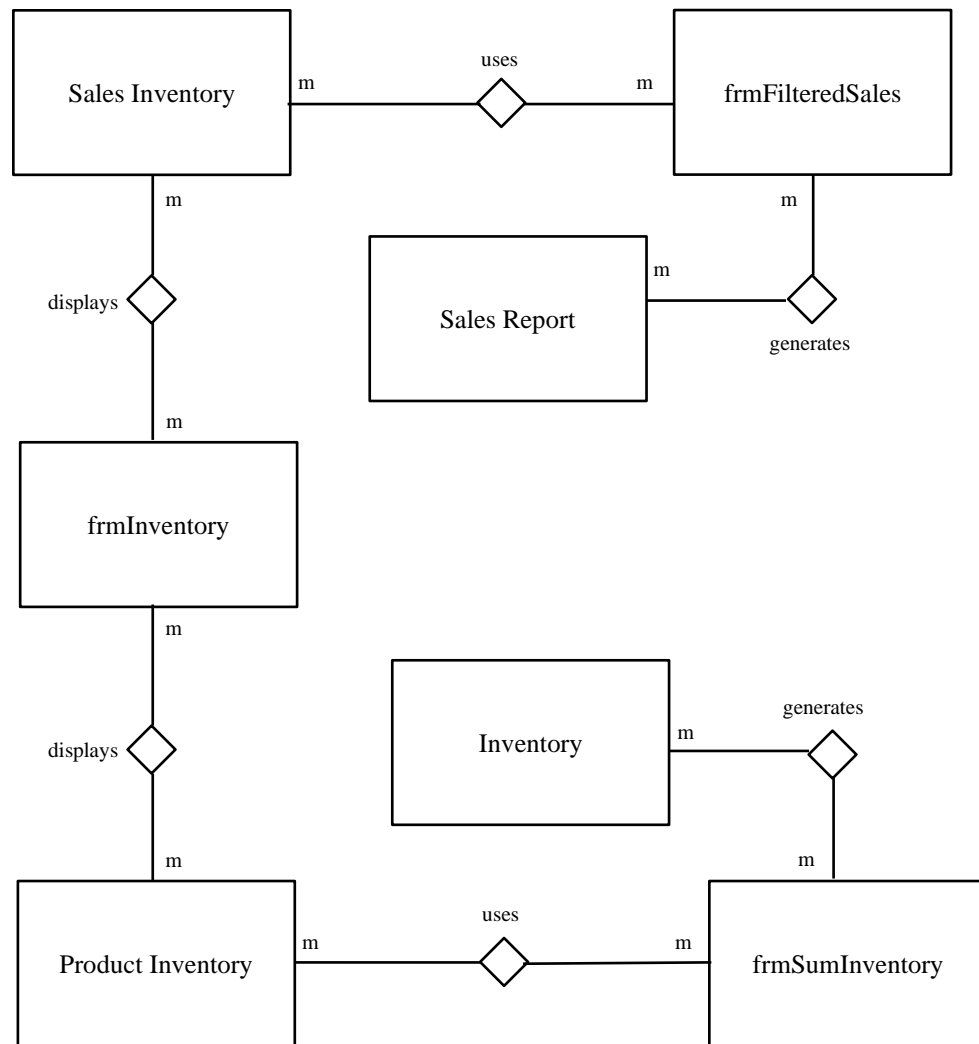 uses
Sales Inventory
m
m
frmFilteredSales
m
m
m
Sales Report
displays
generates
m
frmInventory
m
generates
displays
Inventory
m
m
m
uses
m
m
Product Inventory
frmSumInventory